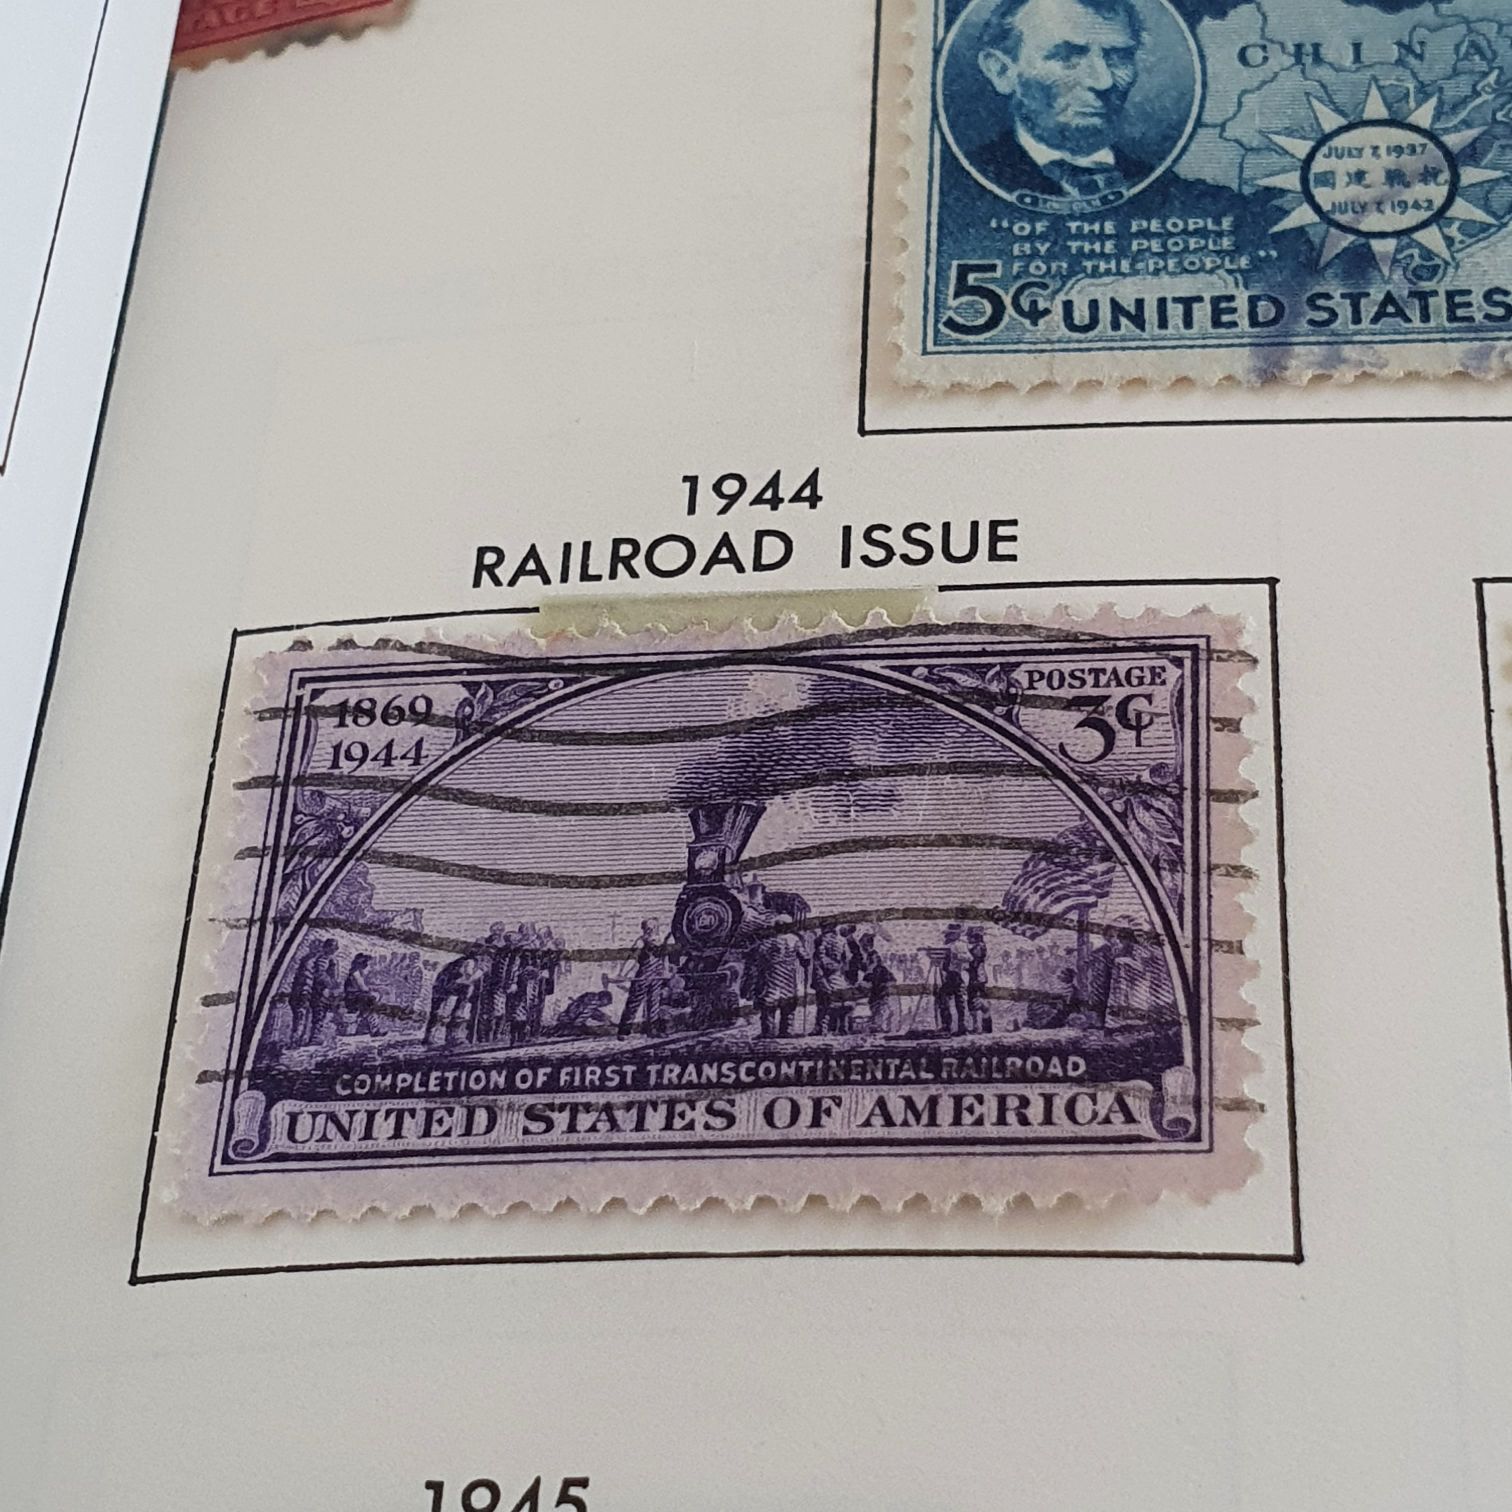 CHINA
JULY 7, 1937
JULY 7, 1942
"OF THE PEOPLE
BY THE PEOPLE
FOR THE PEOPLE"
5¢ UNITED STATES
1944
RAILROAD ISSUE
1869
1944
POSTAGE
3¢
COMPLETION OF FIRST TRANSCONTINENTAL RAILROAD
UNITED STATES OF AMERICA
1945